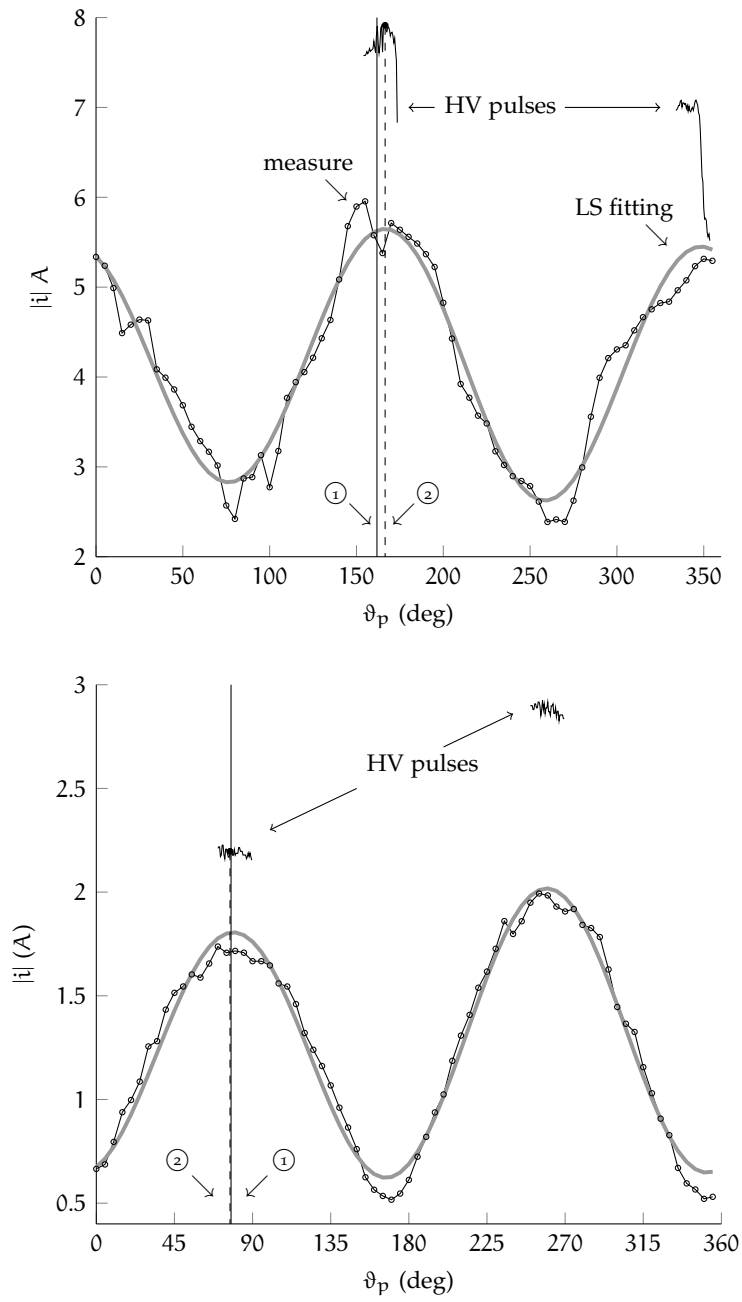 8
7
HV pulses
measure
6
LS fitting
5
|i| A
4
3
① ②
2
0 50 100 150 200 250 300 350
ϑp (deg)
3
HV pulses
2.5
2
|i| (A)
1.5
1
② ①
0.5
0 45 90 135 180 225 270 315 360
ϑp (deg)